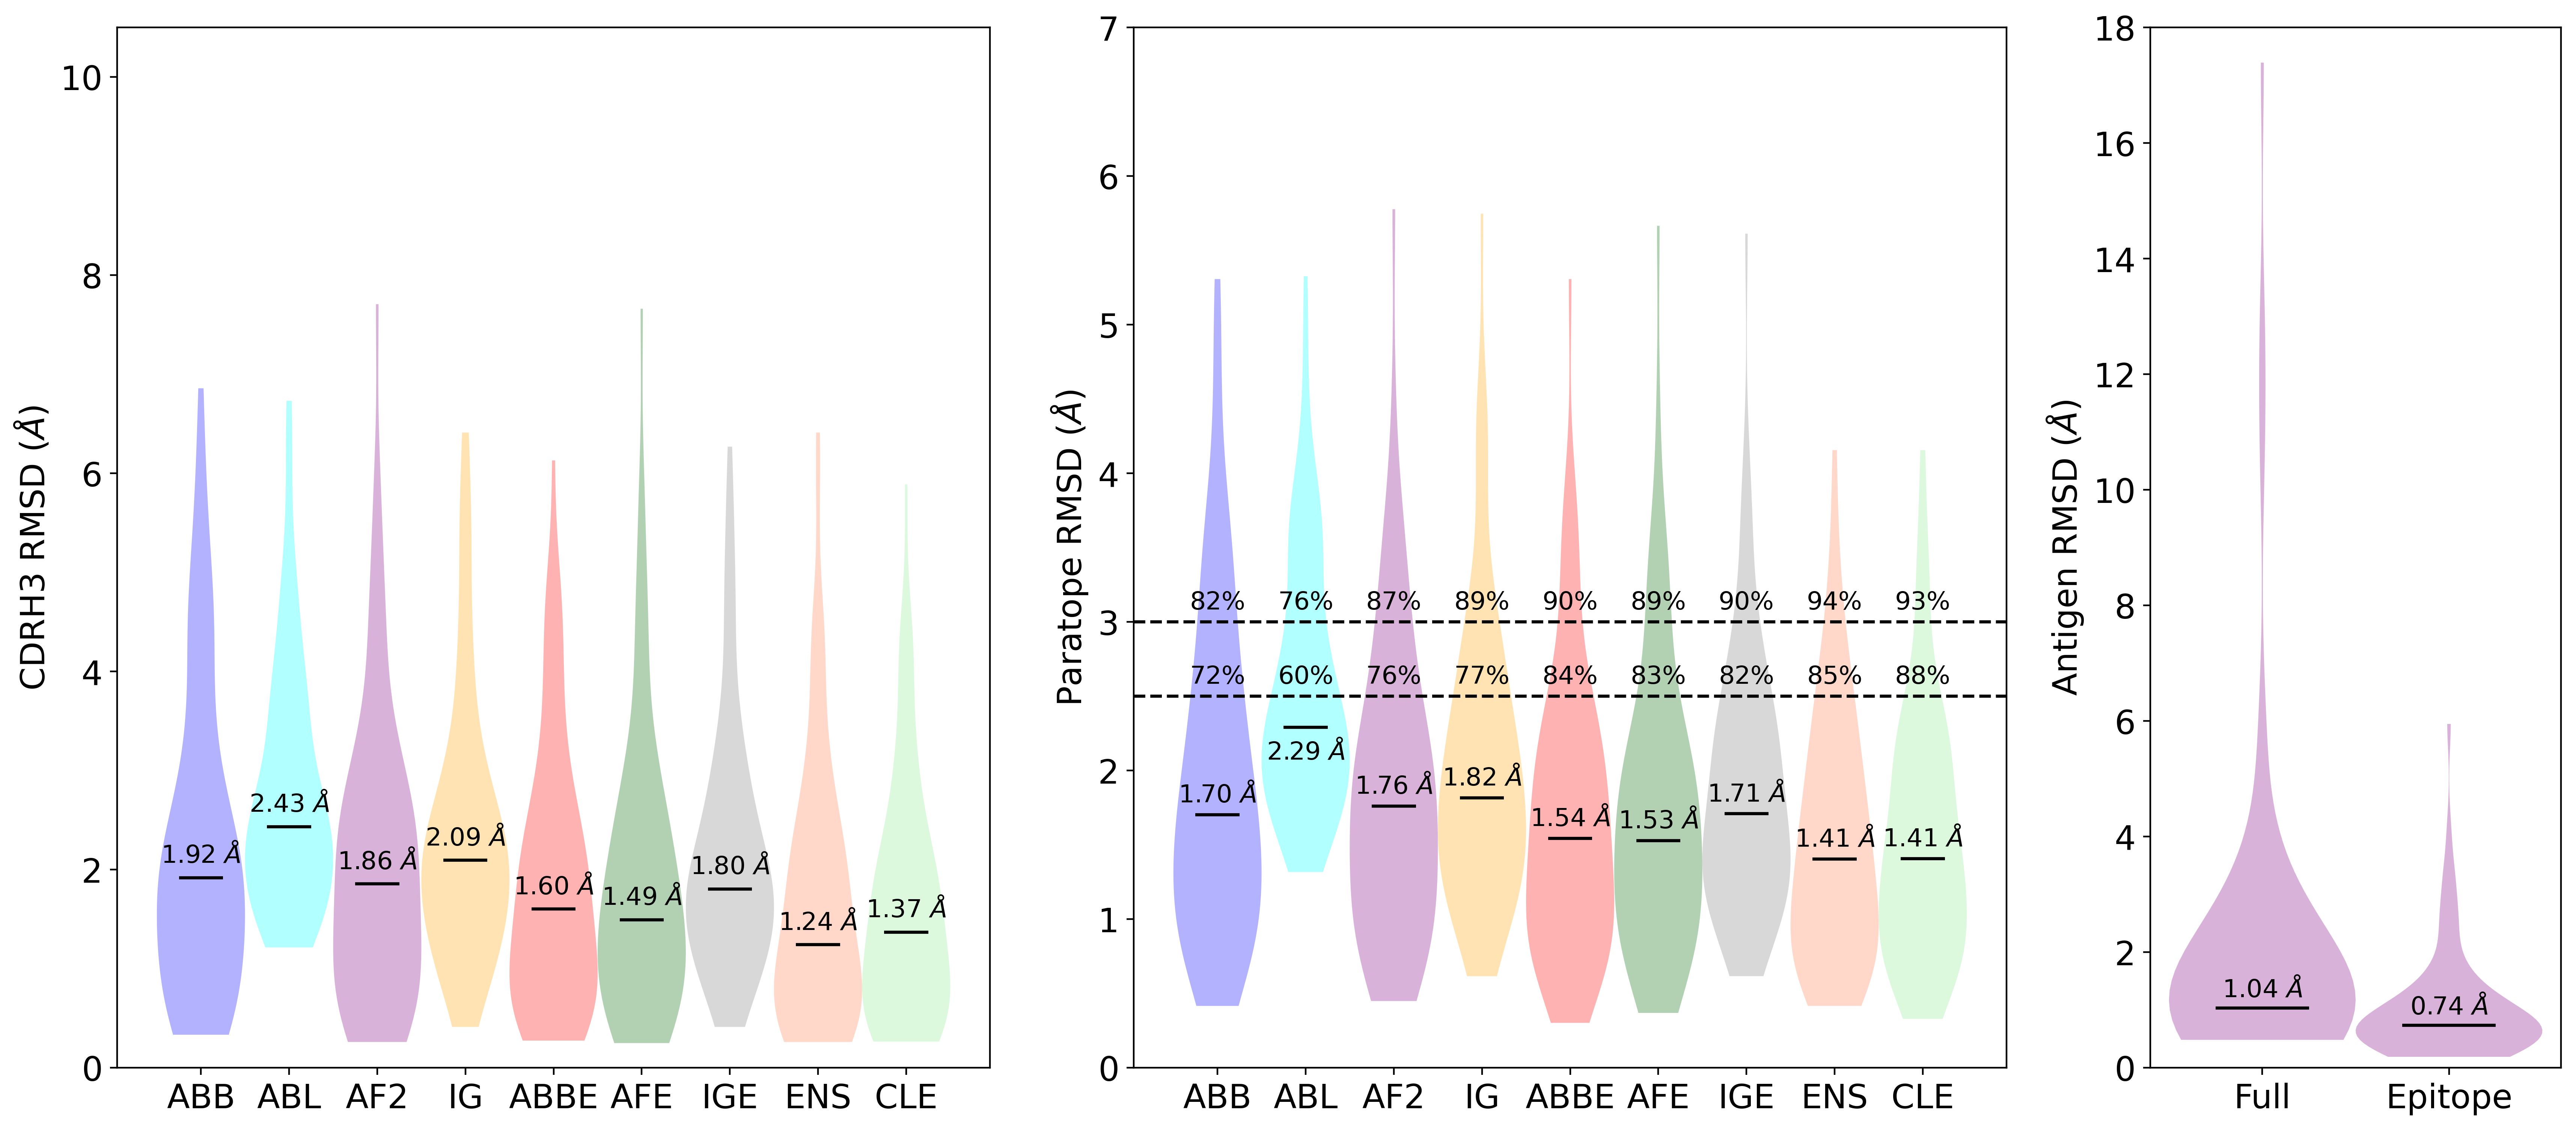 CDRH3 RMSD (Å)
10
8
6
4
2
0
2.43 Å
2.09 Å
1.92 Å
1.86 Å
1.80 Å
1.60 Å
1.49 Å
1.37 Å
1.24 Å
ABB ABL AF2 IG ABBE AFE IGE ENS CLE
Paratope RMSD (Å)
7
6
5
4
3
2
1
0
82% 76% 87% 89% 90% 89% 90% 94% 93%
72% 60% 76% 77% 84% 83% 82% 85% 88%
2.29 Å
1.70 Å
1.76 Å
1.82 Å
1.54 Å
1.53 Å
1.71 Å
1.41 Å
1.41 Å
ABB ABL AF2 IG ABBE AFE IGE ENS CLE
Antigen RMSD (Å)
18
16
14
12
10
8
6
4
2
0
1.04 Å
0.74 Å
Full Epitope